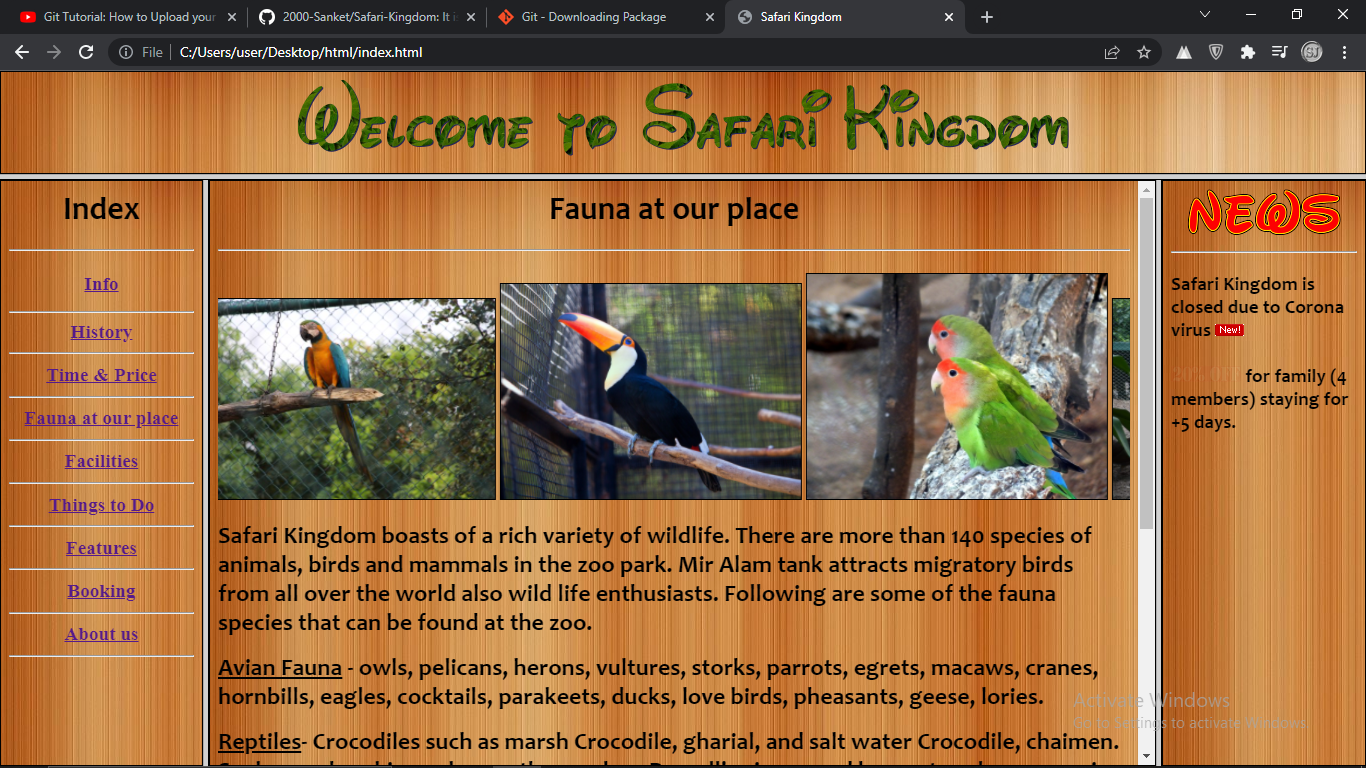 Git Tutorial: How to Upload your
2000-Sanket/Safari-Kingdom: It i
Git - Downloading Package
Safari Kingdom
File
C:/Users/user/Desktop/html/index.html
Welcome to Safari Kingdom
Index
Info
History
Time & Price
Fauna at our place
Facilities
Things to Do
Features
Booking
About us
Fauna at our place
Safari Kingdom boasts of a rich variety of wildlife. There are more than 140 species of
animals, birds and mammals in the zoo park. Mir Alam tank attracts migratory birds
from all over the world also wild life enthusiasts. Following are some of the fauna
species that can be found at the zoo.
Avian Fauna - owls, pelicans, herons, vultures, storks, parrots, egrets, macaws, cranes,
hornbills, eagles, cocktails, parakeets, ducks, love birds, pheasants, geese, lories.
Reptiles- Crocodiles such as marsh Crocodile, gharial, and salt water Crocodile, chaimen.
NEWS
Safari Kingdom is
closed due to Corona
virus New!
for family (4
members) staying for
+5 days.
Activate Windows
Go to Settings to activate Windows.